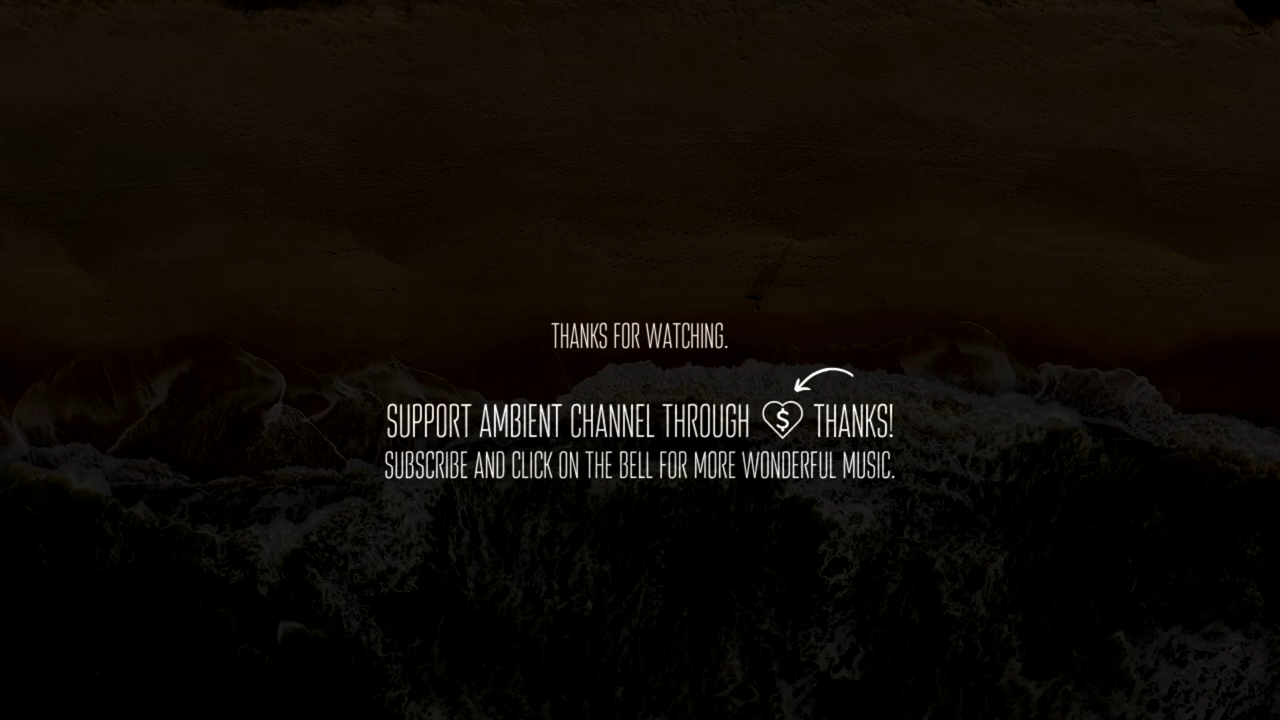 THANKS FOR WATCHING.
SUPPORT AMBIENT CHANNEL THROUGH $ THANKS!
SUBSCRIBE AND CLICK ON THE BELL FOR MORE WONDERFUL MUSIC.